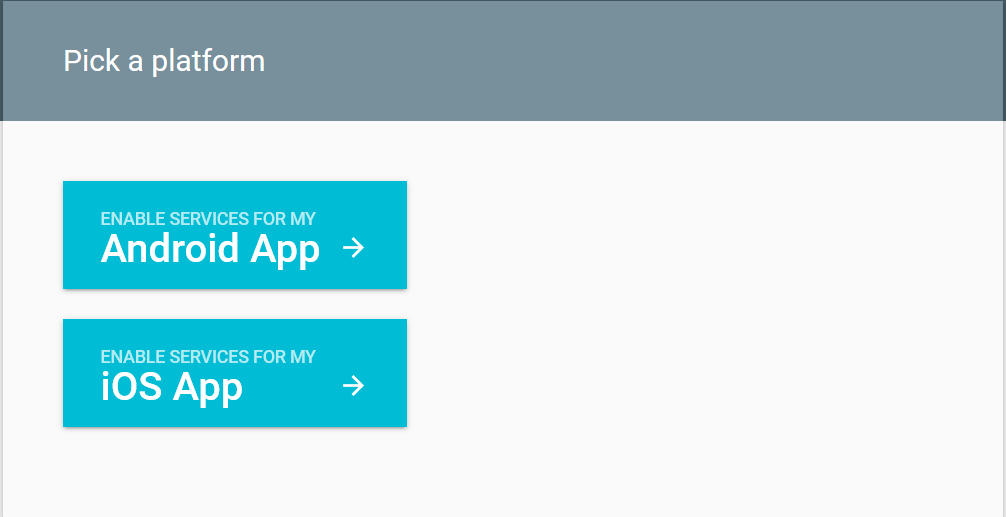 Pick a platform
ENABLE SERVICES FOR MY
Android App
ENABLE SERVICES FOR MY
iOS App